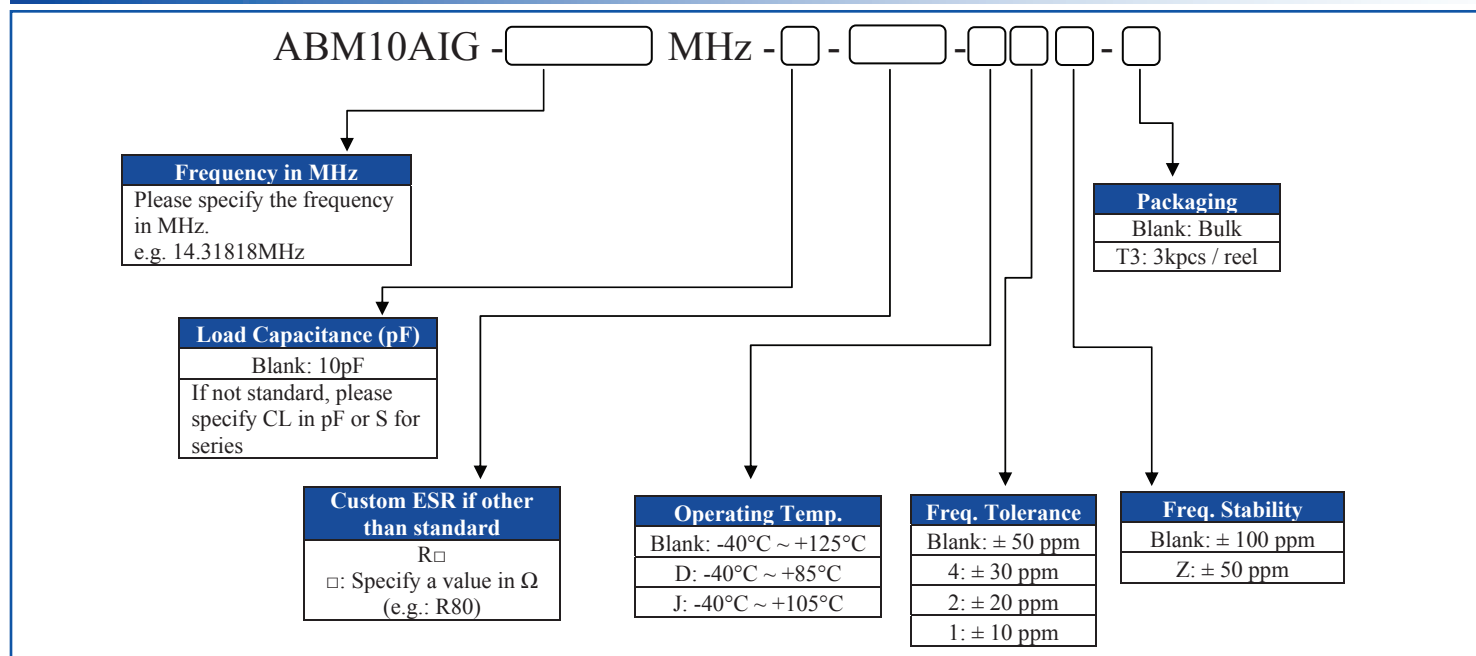 ABM10AIG - MHz - - - -
Frequency in MHz
Please specify the frequency
in MHz.
e.g. 14.31818MHz
Packaging
Blank: Bulk
T3: 3kpcs / reel
Load Capacitance (pF)
Blank: 10pF
If not standard, please
specify CL in pF or S for
series
Custom ESR if other
than standard
R□
□: Specify a value in Ω
(e.g.: R80)
Operating Temp.
Blank: -40°C ~ +125°C
D: -40°C ~ +85°C
J: -40°C ~ +105°C
Freq. Tolerance
Blank: ± 50 ppm
4: ± 30 ppm
2: ± 20 ppm
1: ± 10 ppm
Freq. Stability
Blank: ± 100 ppm
Z: ± 50 ppm